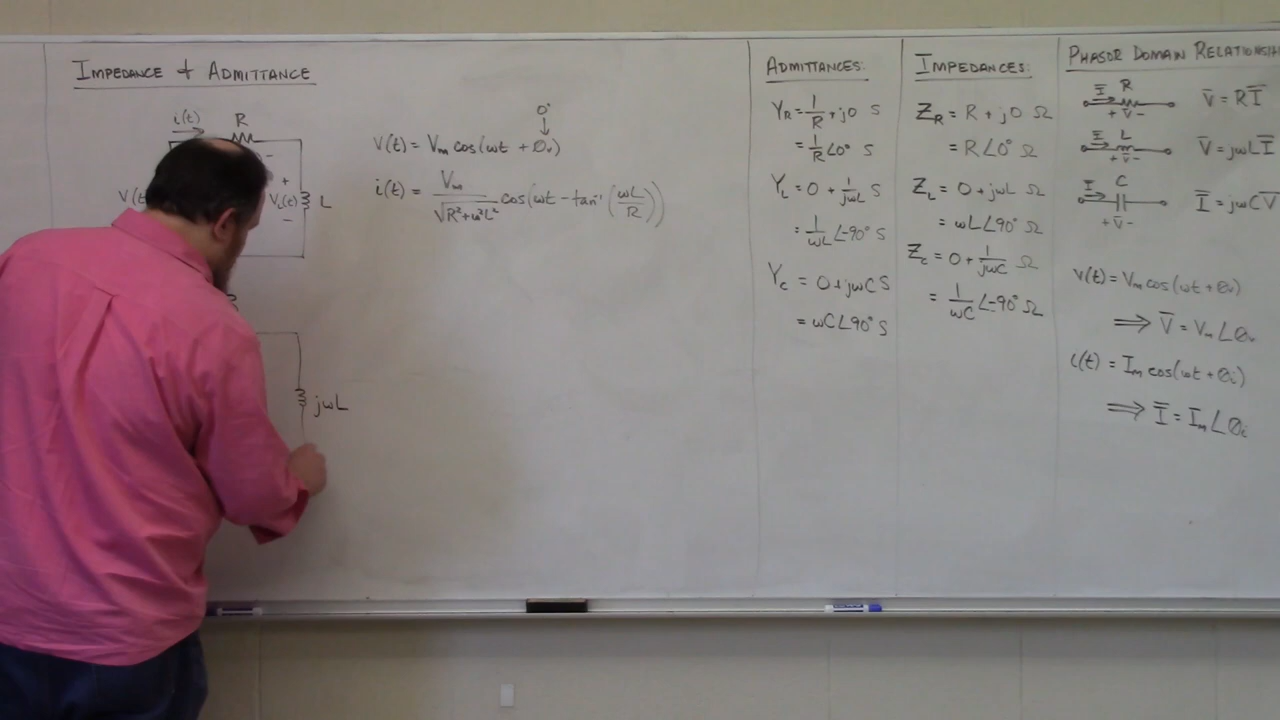 IMPEDANCE & ADMITTANCE
i(t)
R
V(t
+
-
V_L(t)
-
L
jωL
0°
V(t) = V_m cos(ωt + θ_v)
i(t) = V_m/√(R²+ω²L²) cos(ωt - tan⁻¹(ωL/R))
ADMITTANCES:
Y_R = 1/R + j0 S
= 1/R ∠0° S
Y_L = 0 + 1/jωL S
= 1/ωL ∠-90° S
Y_C = 0 + jωC S
= ωC∠90° S
IMPEDANCES:
Z_R = R + j0 Ω
= R∠0° Ω
Z_L = 0 + jωL Ω
= ωL∠90° Ω
Z_C = 0 + 1/jωC Ω
= 1/ωC ∠-90° Ω
PHASOR DOMAIN RELATIONSH
I̅ R
+ V̅ -
V̅ = RI̅
I̅ L
+ V̅ -
V̅ = jωLI̅
I̅ C
+ V̅ -
I̅ = jωCV̅
V(t) = V_m cos(ωt + θ_v)
⟹ V̅ = V_m ∠θ_v
i(t) = I_m cos(ωt + θ_i)
⟹ I̅ = I_m ∠θ_i